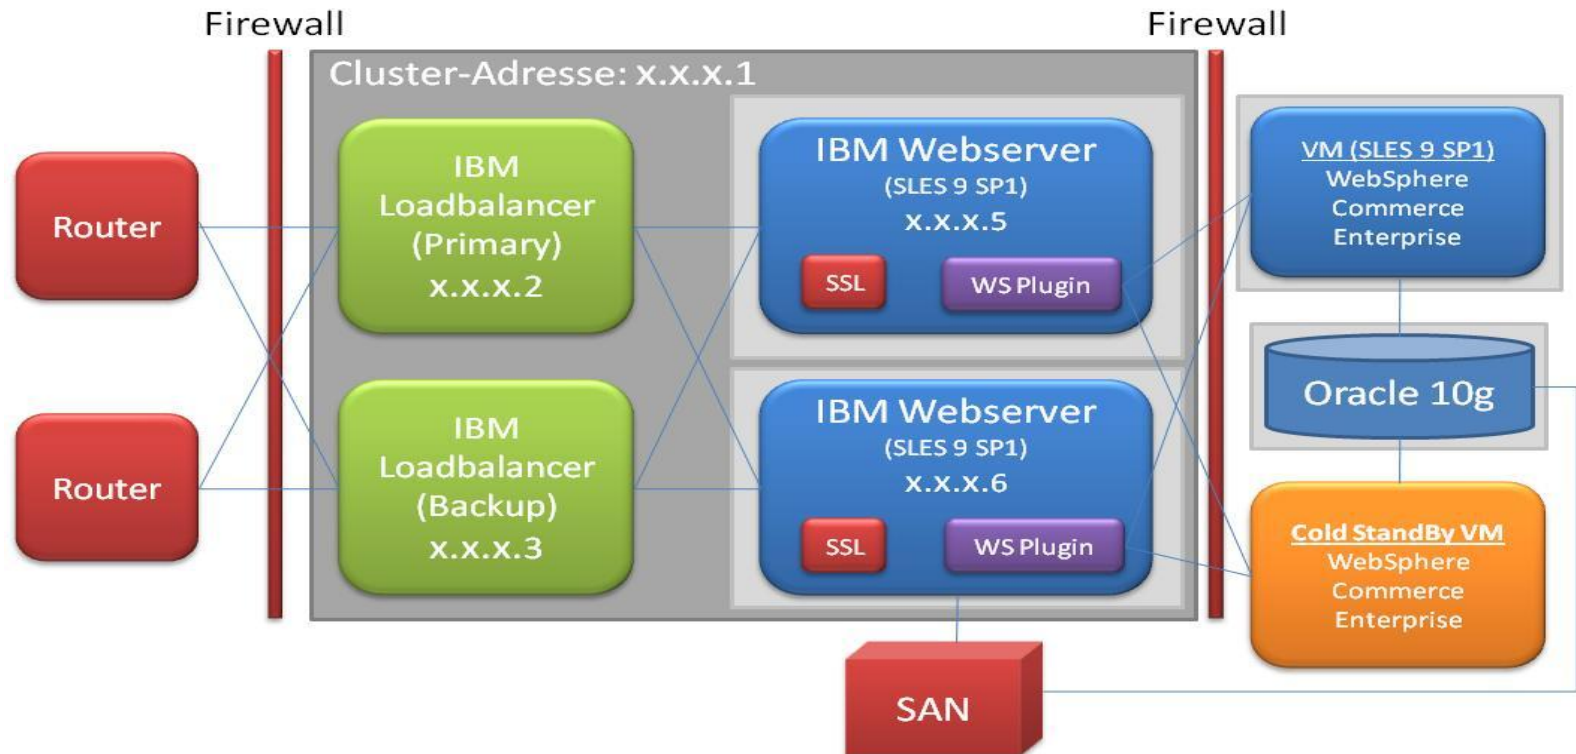 Firewall
Firewall
Cluster-Adresse: x.x.x.1
Router
Router
IBM
Loadbalancer
(Primary)
x.x.x.2
IBM
Loadbalancer
(Backup)
x.x.x.3
IBM Webserver
(SLES 9 SP1)
x.x.x.5
SSL
WS Plugin
IBM Webserver
(SLES 9 SP1)
x.x.x.6
SSL
WS Plugin
VM (SLES 9 SP1)
WebSphere
Commerce
Enterprise
Oracle 10g
Cold StandBy VM
WebSphere
Commerce
Enterprise
SAN